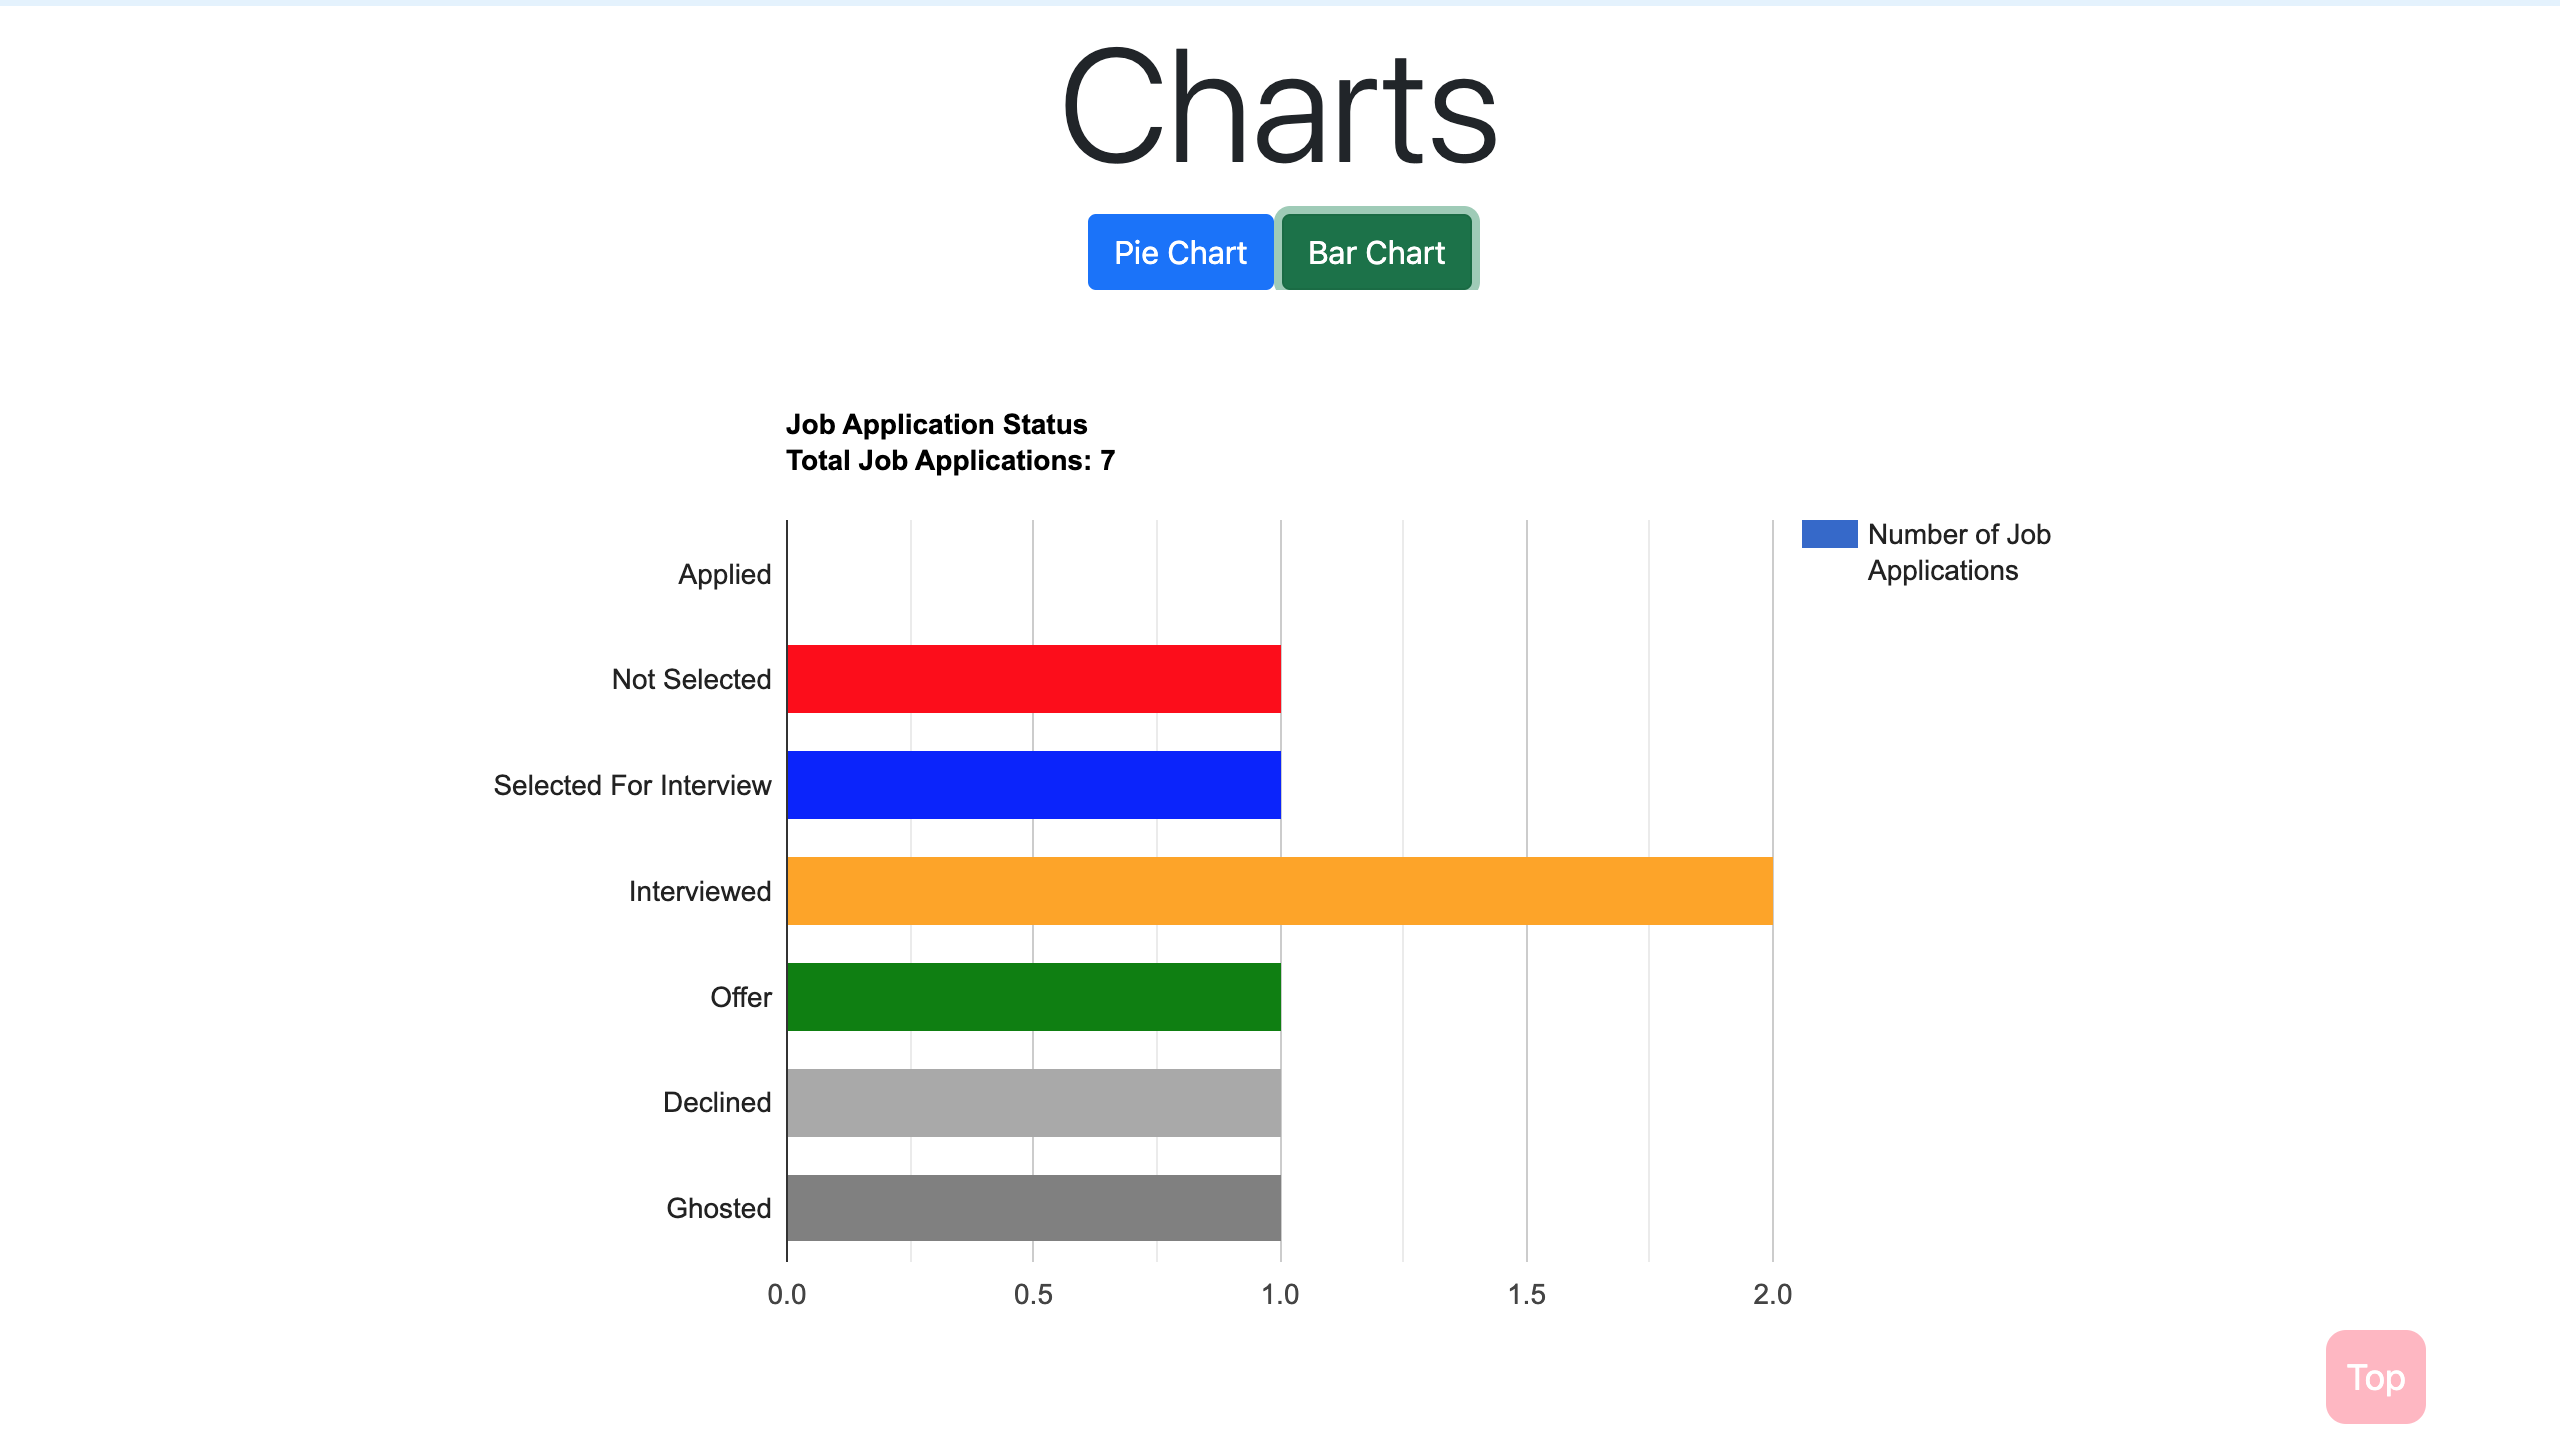 Charts
Pie Chart
Bar Chart
Job Application Status
Total Job Applications: 7
Number of Job
Applications
Applied
Not Selected
Selected For Interview
Interviewed
Offer
Declined
Ghosted
0.0
0.5
1.0
1.5
2.0
Top